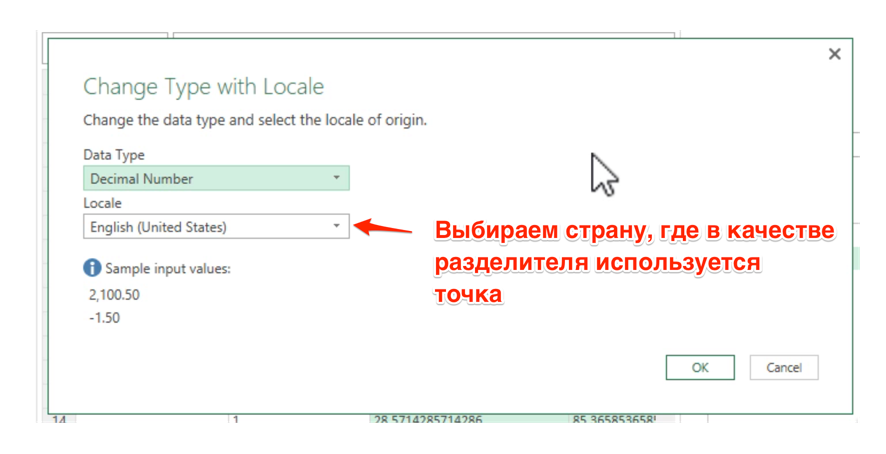 Change Type with Locale
Change the data type and select the locale of origin.
Data Type
Decimal Number
Locale
English (United States)
Выбираем страну, где в качестве
разделителя используется
точка
Sample input values:
2,100.50
-1.50
OK Cancel
14 1 28.5714285714286 85.365853658